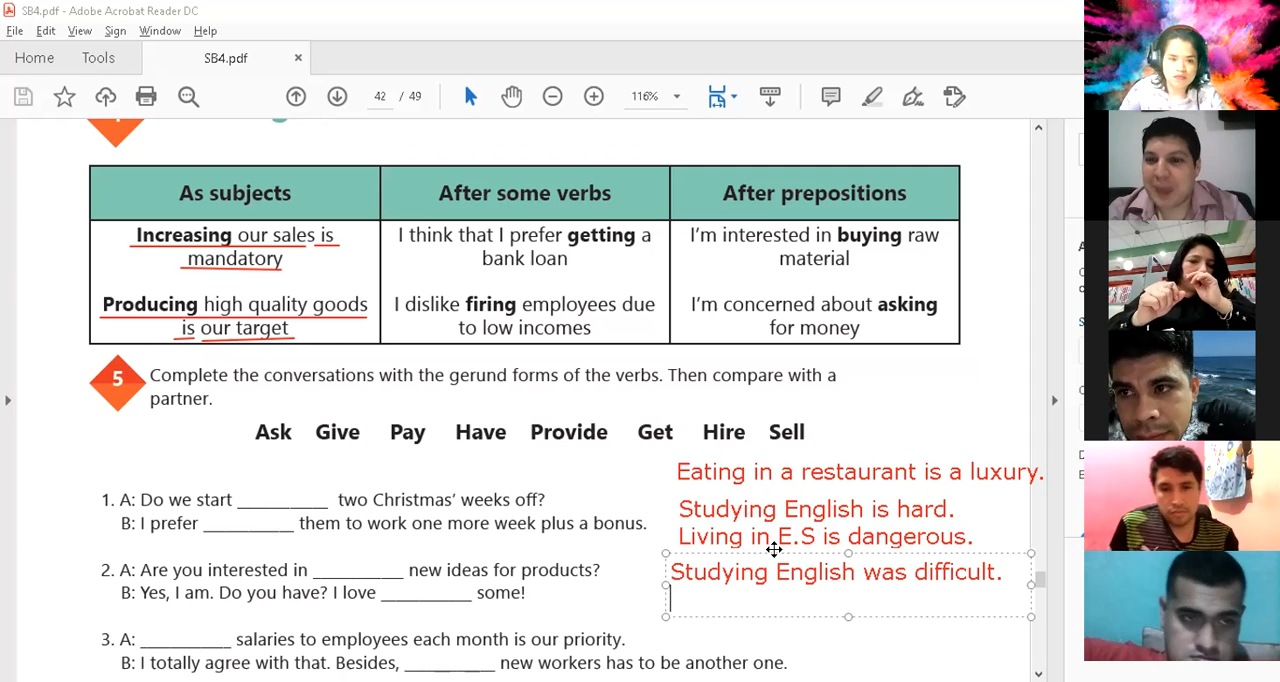 SB4.pdf - Adobe Acrobat Reader DC
File Edit View Sign Window Help
Home Tools SB4.pdf ×
42 / 49 116%
As subjects After some verbs After prepositions
Increasing our sales is mandatory
I think that I prefer getting a bank loan
I'm interested in buying raw material
Producing high quality goods is our target
I dislike firing employees due to low incomes
I'm concerned about asking for money
5 Complete the conversations with the gerund forms of the verbs. Then compare with a
partner.
Ask Give Pay Have Provide Get Hire Sell
Eating in a restaurant is a luxury.
Studying English is hard.
Living in E.S is dangerous.
Studying English was difficult.
1. A: Do we start __________ two Christmas' weeks off?
B: I prefer __________ them to work one more week plus a bonus.
2. A: Are you interested in __________ new ideas for products?
B: Yes, I am. Do you have? I love __________ some!
3. A: __________ salaries to employees each month is our priority.
B: I totally agree with that. Besides, __________ new workers has to be another one.